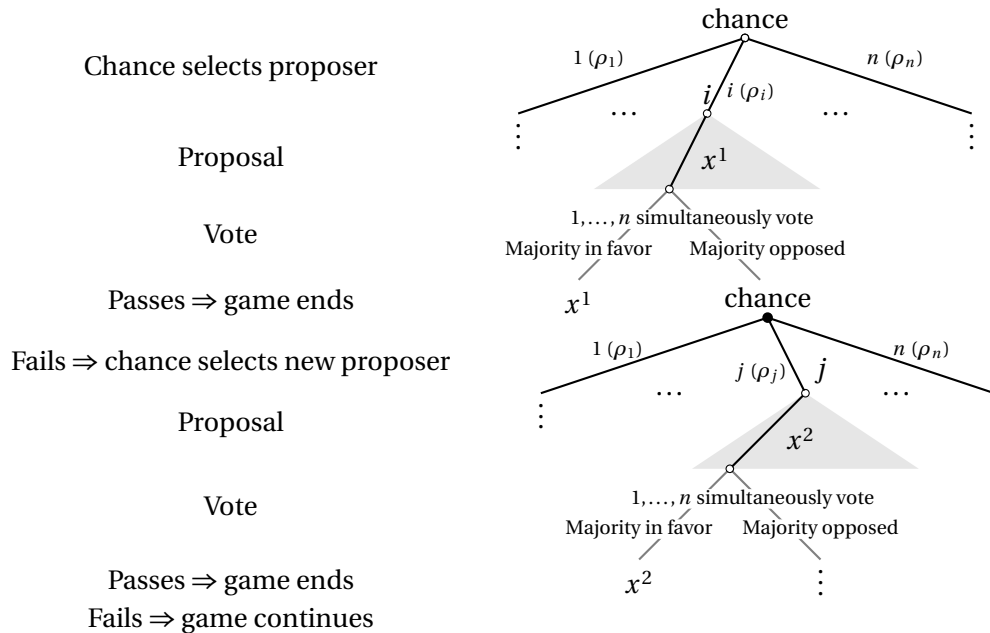 chance
Chance selects proposer
1 (ρ₁)
i
i (ρᵢ)
n (ρₙ)
⋮
...
...
⋮
Proposal
x¹
Vote
1,..., n simultaneously vote
Majority in favor
Majority opposed
Passes ⇒ game ends
x¹
chance
Fails ⇒ chance selects new proposer
1 (ρ₁)
j (ρⱼ)
j
n (ρₙ)
⋮
...
...
Proposal
x²
Vote
1,..., n simultaneously vote
Majority in favor
Majority opposed
Passes ⇒ game ends
x²
⋮
Fails ⇒ game continues